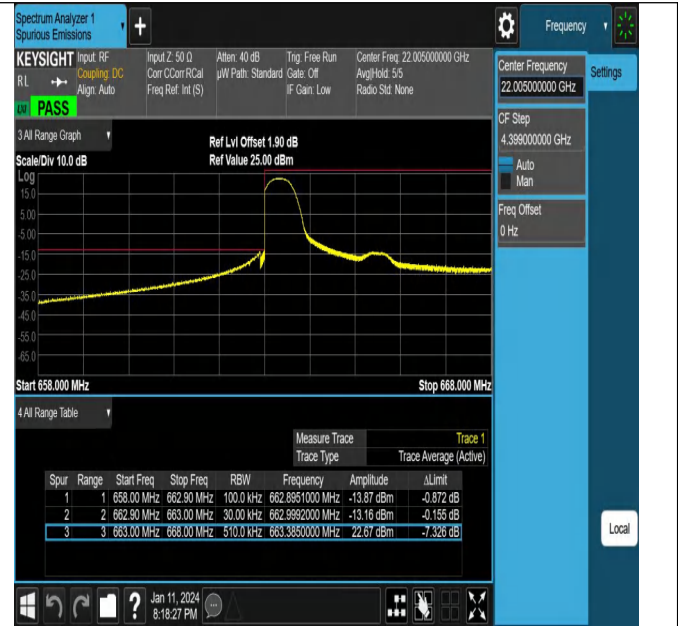 Spectrum Analyzer 1
Spurious Emissions
Frequency
KEYSIGHT
RL
Input: RF
Coupling: DC
Align: Auto
Input Z: 50 Ω
Corr CCorr RCal
Freq Ref: Int (S)
Atten: 40 dB
µW Path: Standard
Trig: Free Run
Gate: Off
IF Gain: Low
Center Freq: 22.005000000 GHz
Avg|Hold: 5/5
Radio Std: None
LXI PASS
3 All Range Graph
Scale/Div 10.0 dB
Ref Lvl Offset 1.90 dB
Ref Value 25.00 dBm
Log
15.0
5.00
-5.00
-15.0
-25.0
-35.0
-45.0
-55.0
-65.0
Start 658.000 MHz Stop 668.000 MHz
4 All Range Table
Measure Trace Trace 1
Trace Type Trace Average (Active)
Spur Range Start Freq Stop Freq RBW Frequency Amplitude ΔLimit
1 1 658.00 MHz 662.90 MHz 100.0 kHz 662.8951000 MHz -13.87 dBm -0.872 dB
2 2 662.90 MHz 663.00 MHz 30.00 kHz 662.9992000 MHz -13.16 dBm -0.155 dB
3 3 663.00 MHz 668.00 MHz 510.0 kHz 663.3850000 MHz 22.67 dBm -7.326 dB
Center Frequency
22.005000000 GHz
Settings
CF Step
4.399000000 GHz
Auto
Man
Freq Offset
0 Hz
Local
Jan 11, 2024
8:18:27 PM